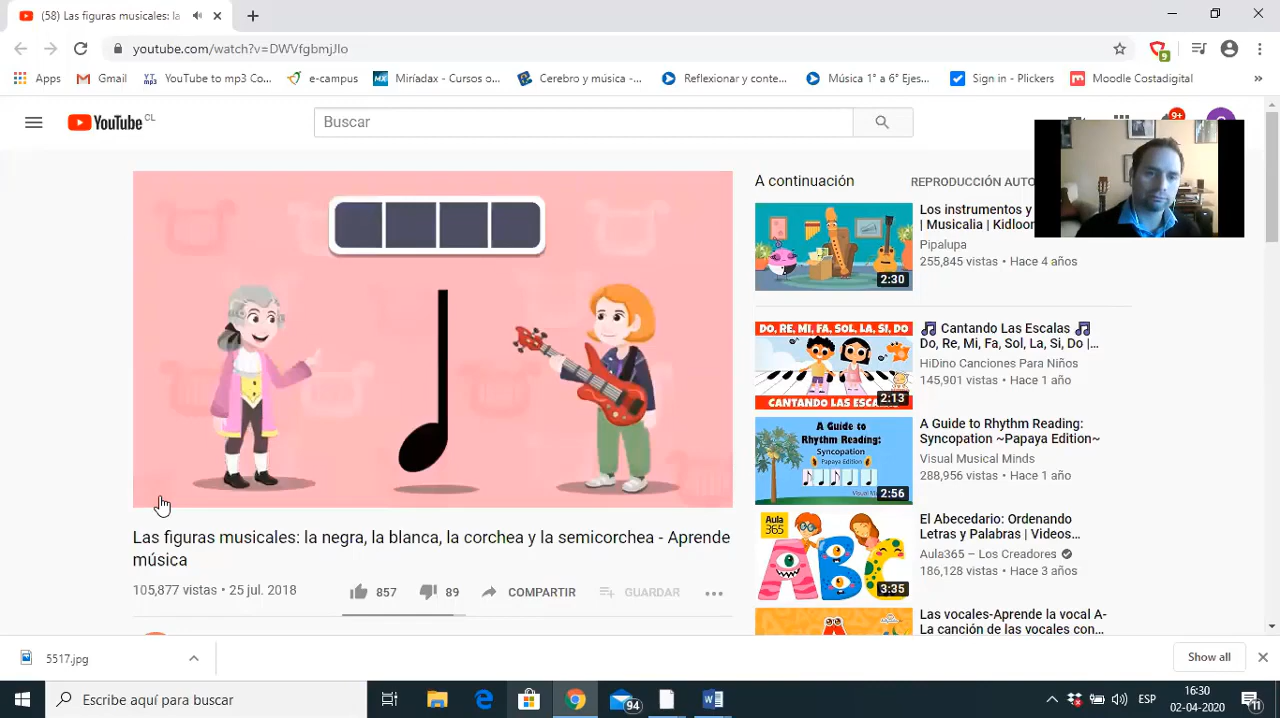 (58) Las figuras musicales: la
youtube.com/watch?v=DWVfgbmjJlo
9
Apps Gmail YouTube to mp3 Co... e-campus Miríadax - Cursos o... Cerebro y música -... Reflexionar y conte... Música 1° a 6° Ejes... Sign in - Plickers Moodle Costadigital »
YouTube CL
Buscar
9+
A continuación
REPRODUCCIÓN AUTO
Los instrumentos y
| Musicalia | Kidloom
Pipalupa
255,845 vistas • Hace 4 años
2:30
DO, RE, MI, FA, SOL, LA, SI, DO
CANTANDO LAS ESCA
2:13
Cantando Las Escalas
Do, Re, Mi, Fa, Sol, La, Si, Do |...
HiDino Canciones Para Niños
145,901 vistas • Hace 1 año
A Guide to
Rhythm Reading:
Syncopation
Papaya Edition
2:56
A Guide to Rhythm Reading:
Syncopation ~Papaya Edition~
Visual Musical Minds
288,956 vistas • Hace 1 año
Aula
365
ABC
3:35
El Abecedario: Ordenando
Letras y Palabras | Videos...
Aula365 – Los Creadores
186,128 vistas • Hace 3 años
Las vocales-Aprende la vocal A-
La canción de las vocales con...
Las figuras musicales: la negra, la blanca, la corchea y la semicorchea - Aprende
música
105,877 vistas • 25 jul. 2018
857 89 COMPARTIR GUARDAR
5517.jpg
Show all
Escribe aquí para buscar
94
ESP
16:30
02-04-2020
11